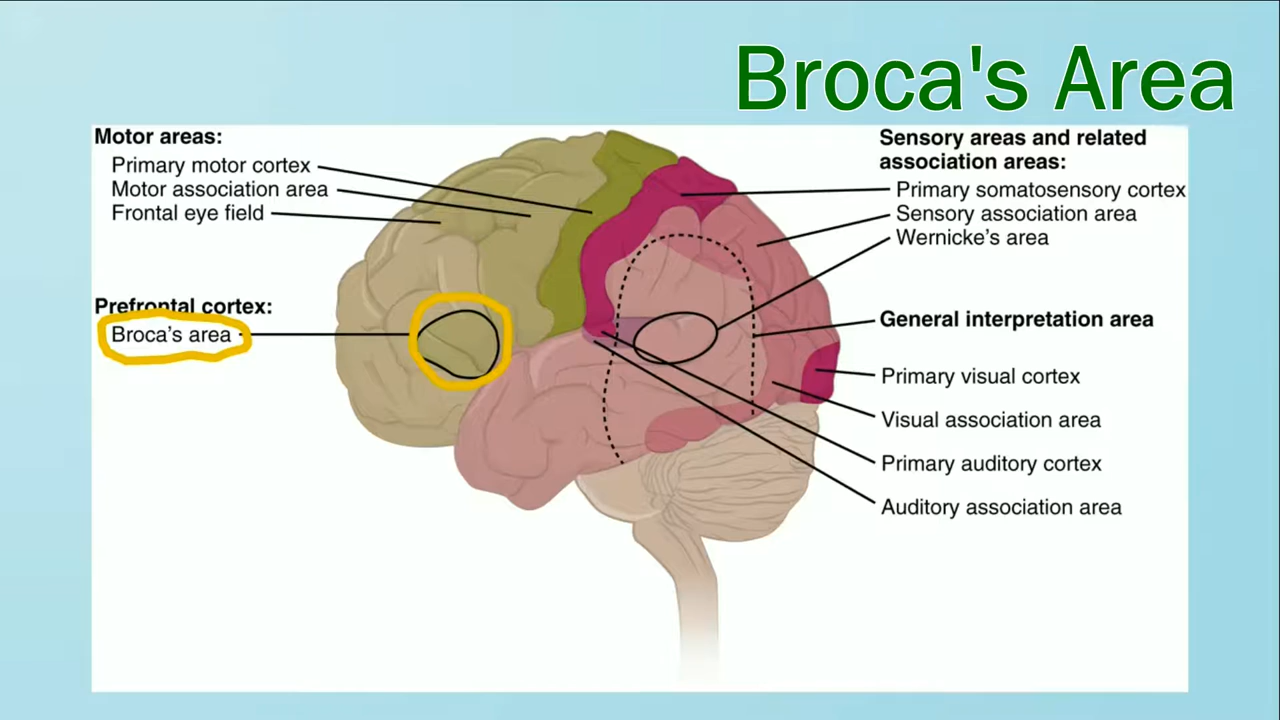 Broca's Area
Motor areas:
Primary motor cortex
Motor association area
Frontal eye field
Prefrontal cortex:
Broca's area
Sensory areas and related
association areas:
Primary somatosensory cortex
Sensory association area
Wernicke's area
General interpretation area
Primary visual cortex
Visual association area
Primary auditory cortex
Auditory association area